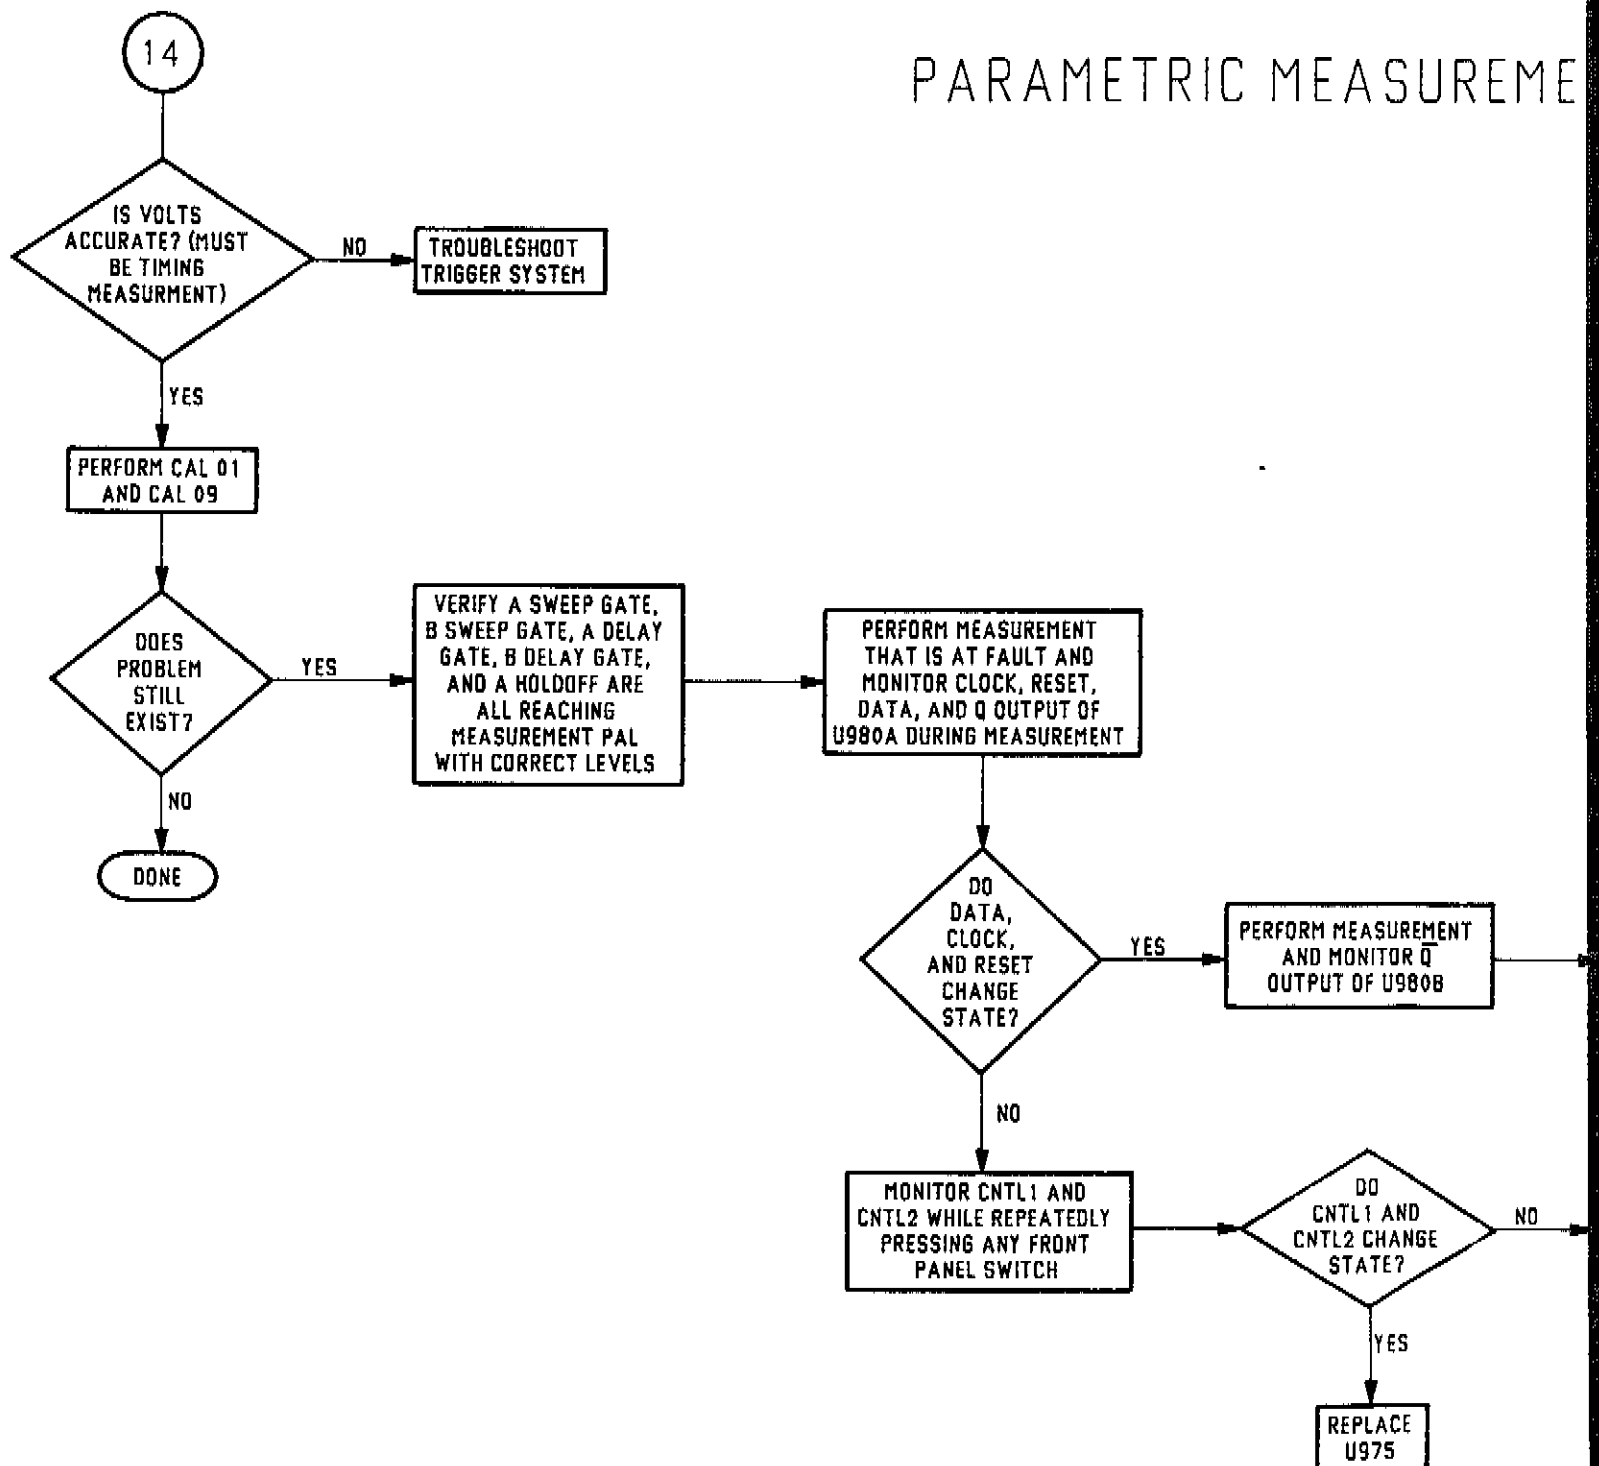 14
PARAMETRIC MEASUREME
IS VOLTS
ACCURATE? (MUST
BE TIMING
MEASURMENT)
NO
TROUBLESHOOT
TRIGGER SYSTEM
YES
PERFORM CAL 01
AND CAL 09
DOES
PROBLEM
STILL
EXIST?
YES
VERIFY A SWEEP GATE,
B SWEEP GATE, A DELAY
GATE, B DELAY GATE,
AND A HOLDOFF ARE
ALL REACHING
MEASUREMENT PAL
WITH CORRECT LEVELS
PERFORM MEASUREMENT
THAT IS AT FAULT AND
MONITOR CLOCK, RESET,
DATA, AND Q OUTPUT OF
U980A DURING MEASUREMENT
NO
DONE
DO
DATA,
CLOCK,
AND RESET
CHANGE
STATE?
YES
PERFORM MEASUREMENT
AND MONITOR Q̅
OUTPUT OF U980B
NO
MONITOR CNTL1 AND
CNTL2 WHILE REPEATEDLY
PRESSING ANY FRONT
PANEL SWITCH
DO
CNTL1 AND
CNTL2 CHANGE
STATE?
NO
YES
REPLACE
U975